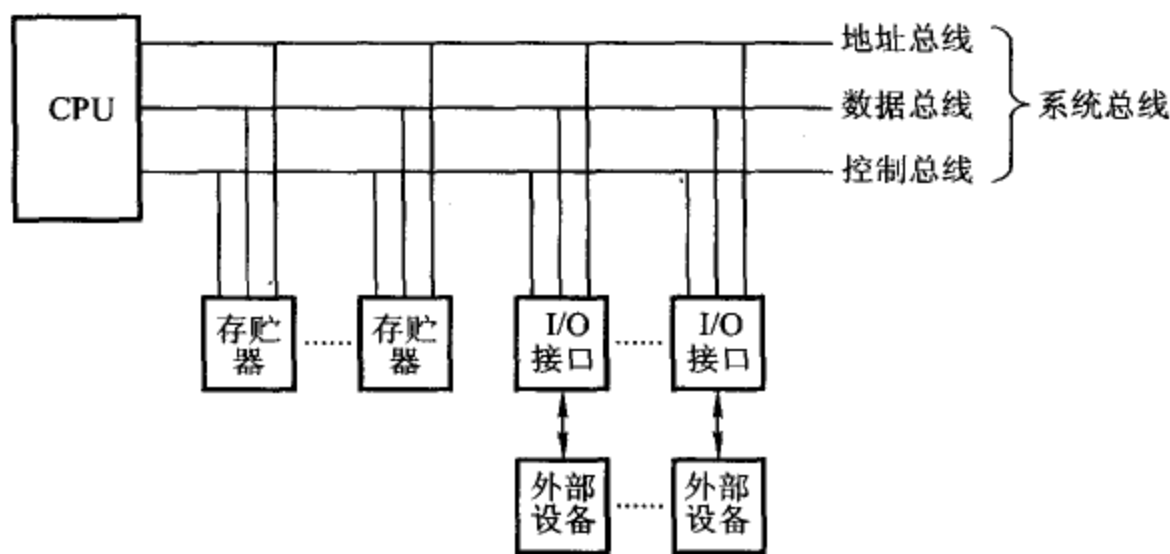 CPU
地址总线
数据总线
控制总线
系统总线
存贮
器
……
存贮
器
I/O
接口
……
I/O
接口
外部
设备
……
外部
设备